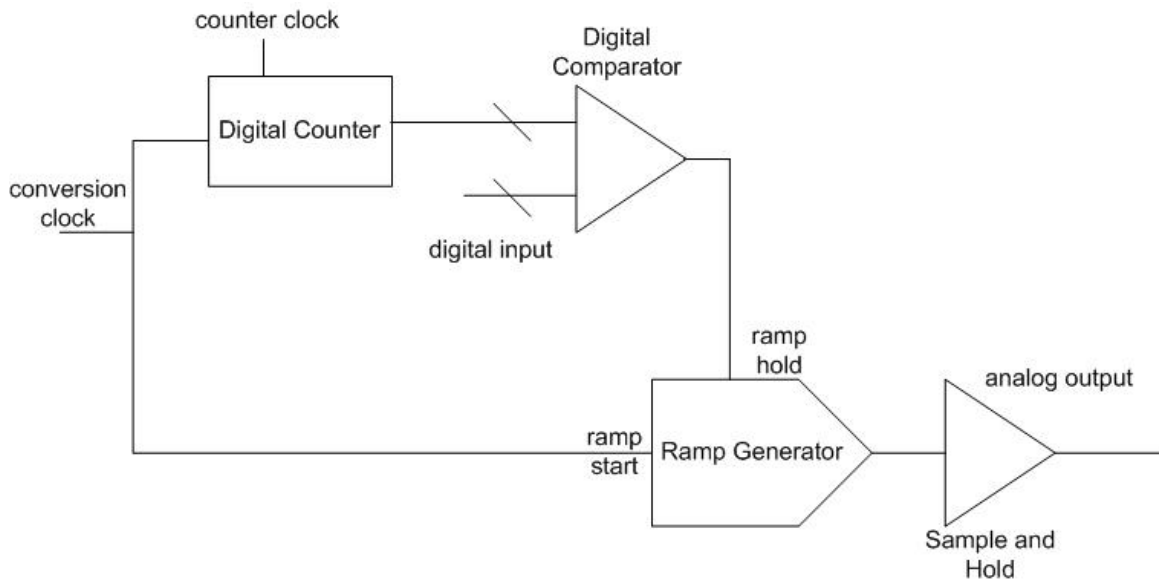 counter clock
Digital
Comparator
Digital Counter
conversion
clock
digital input
ramp
hold
analog output
ramp
start
Ramp Generator
Sample and
Hold